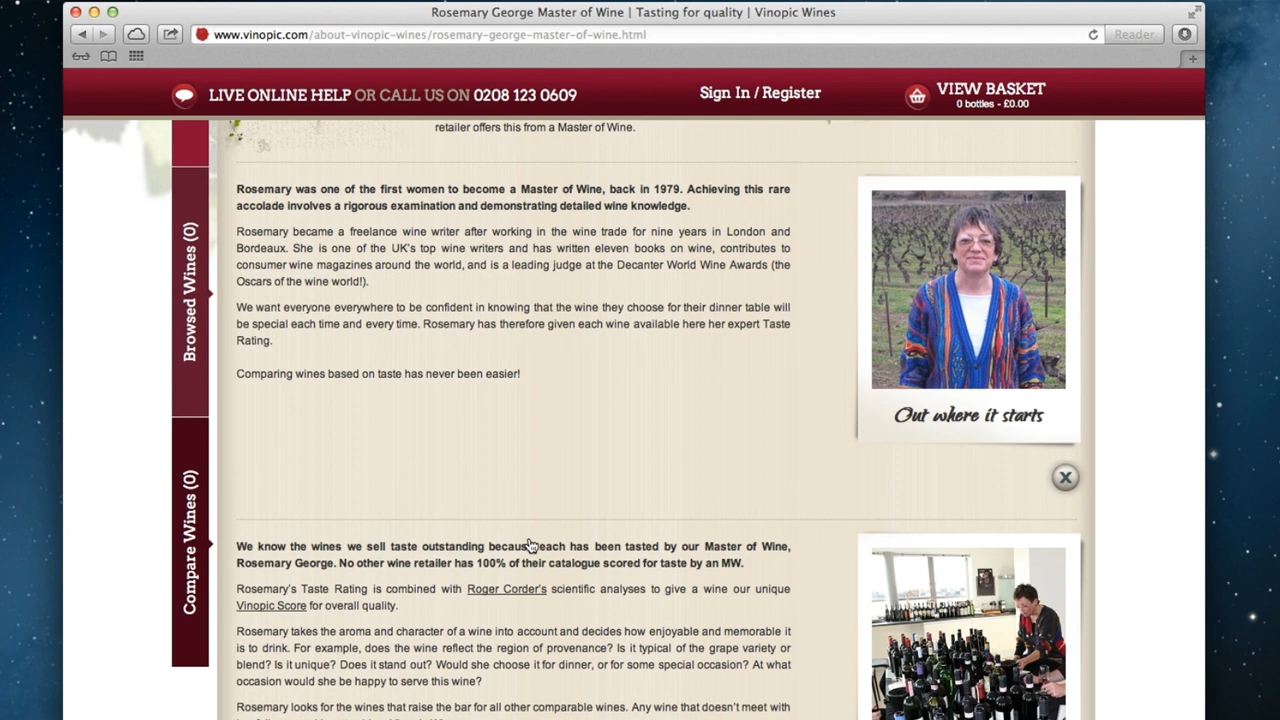 Rosemary George Master of Wine | Tasting for quality | Vinopic Wines
www.vinopic.com/about-vinopic-wines/rosemary-george-master-of-wine.html
Reader
LIVE ONLINE HELP OR CALL US ON 0208 123 0609
Sign In / Register
VIEW BASKET
0 bottles - £0.00
retailer offers this from a Master of Wine.
Browsed Wines (0)
Compare Wines (0)
Rosemary was one of the first women to become a Master of Wine, back in 1979. Achieving this rare
accolade involves a rigorous examination and demonstrating detailed wine knowledge.
Rosemary became a freelance wine writer after working in the wine trade for nine years in London and
Bordeaux. She is one of the UK's top wine writers and has written eleven books on wine, contributes to
consumer wine magazines around the world, and is a leading judge at the Decanter World Wine Awards (the
Oscars of the wine world!).
We want everyone everywhere to be confident in knowing that the wine they choose for their dinner table will
be special each time and every time. Rosemary has therefore given each wine available here her expert Taste
Rating.
Comparing wines based on taste has never been easier!
Out where it starts
We know the wines we sell taste outstanding because each has been tasted by our Master of Wine,
Rosemary George. No other wine retailer has 100% of their catalogue scored for taste by an MW.
Rosemary's Taste Rating is combined with Roger Corder's scientific analyses to give a wine our unique
Vinopic Score for overall quality.
Rosemary takes the aroma and character of a wine into account and decides how enjoyable and memorable it
is to drink. For example, does the wine reflect the region of provenance? Is it typical of the grape variety or
blend? Is it unique? Does it stand out? Would she choose it for dinner, or for some special occasion? At what
occasion would she be happy to serve this wine?
Rosemary looks for the wines that raise the bar for all other comparable wines. Any wine that doesn't meet with